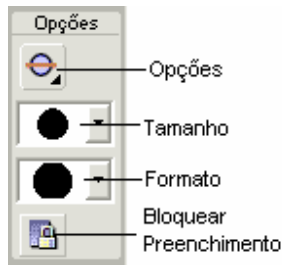 Opções
Opções
Tamanho
Formato
Bloquear
Preenchimento